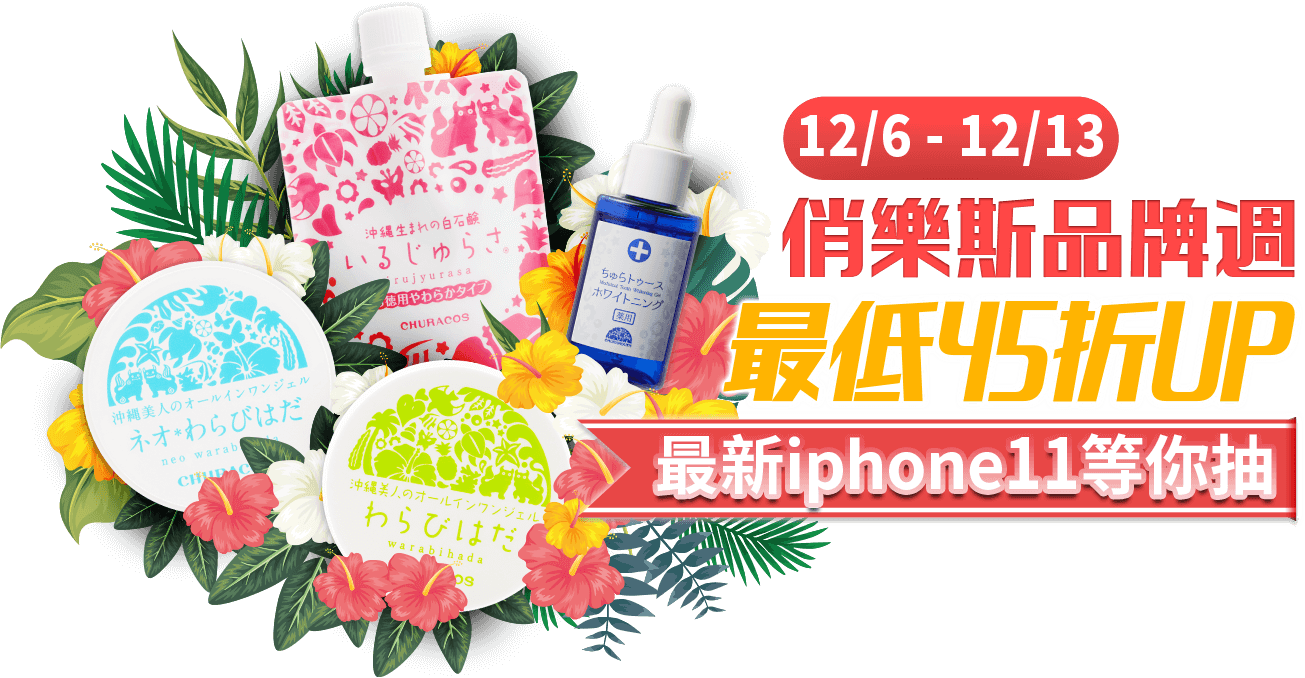 12/6 - 12/13
俏樂斯品牌週
最低45折UP
最新iphone11等你抽
沖縄生まれの白石鹸
いるじゅらさ
rujyurasa
徳用やわらかタイプ
CHURACOS
ちゅらトゥース
ホワイトニング
薬用
沖縄美人のオールインワンジェル
ネオ*わらびはだ
neo warab
沖縄美人のオールインワンジェル
わらびはだ
warabihada